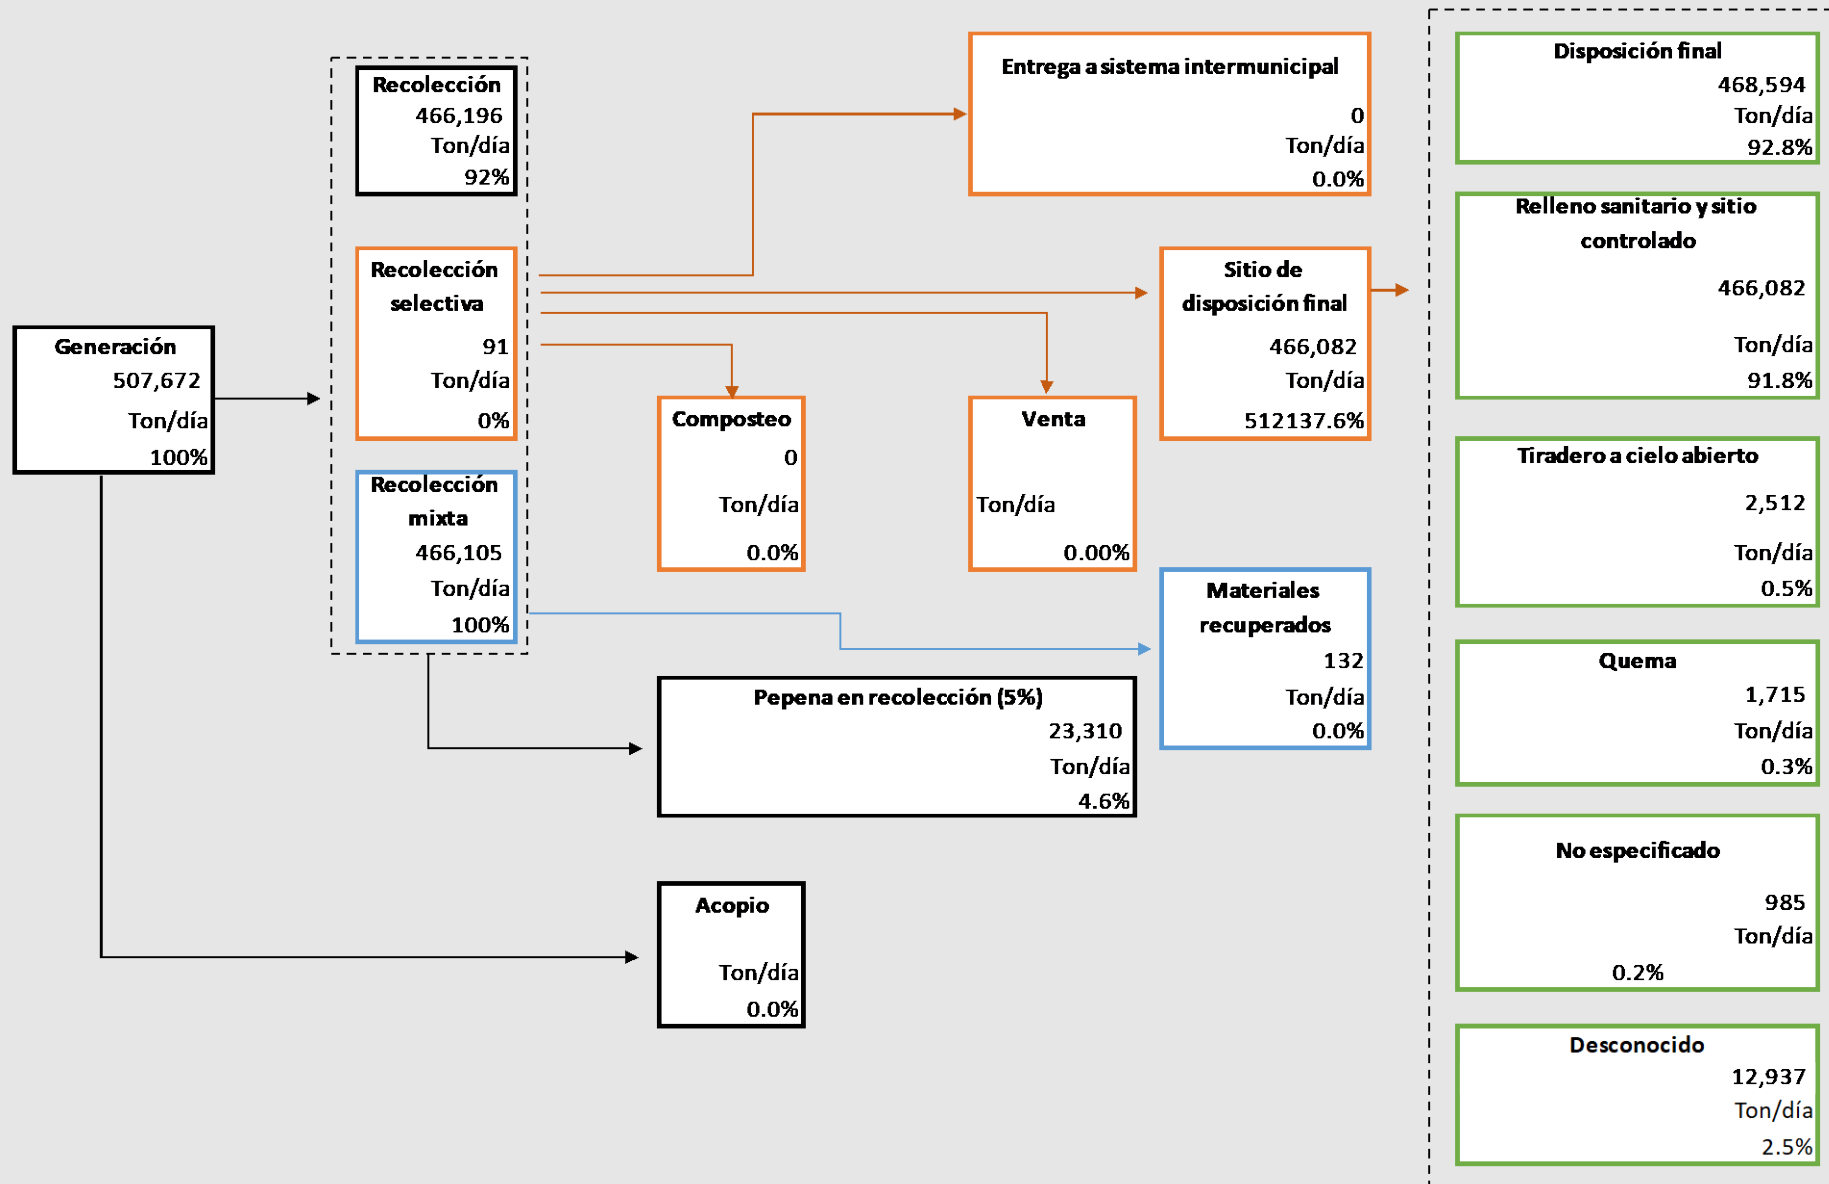 Generación
507,672
Ton/día
100%
Recolección
466,196
Ton/día
92%
Recolección
selectiva
91
Ton/día
0%
Recolección
mixta
466,105
Ton/día
100%
Entrega a sistema intermunicipal
0
Ton/día
0.0%
Sitio de
disposición final
466,082
Ton/día
512137.6%
Composteo
0
Ton/día
0.0%
Venta
Ton/día
0.00%
Materiales
recuperados
132
Ton/día
0.0%
Pepena en recolección (5%)
23,310
Ton/día
4.6%
Acopio
Ton/día
0.0%
Disposición final
468,594
Ton/día
92.8%
Relleno sanitario y sitio
controlado
466,082
Ton/día
91.8%
Tiradero a cielo abierto
2,512
Ton/día
0.5%
Quema
1,715
Ton/día
0.3%
No especificado
985
Ton/día
0.2%
Desconocido
12,937
Ton/día
2.5%